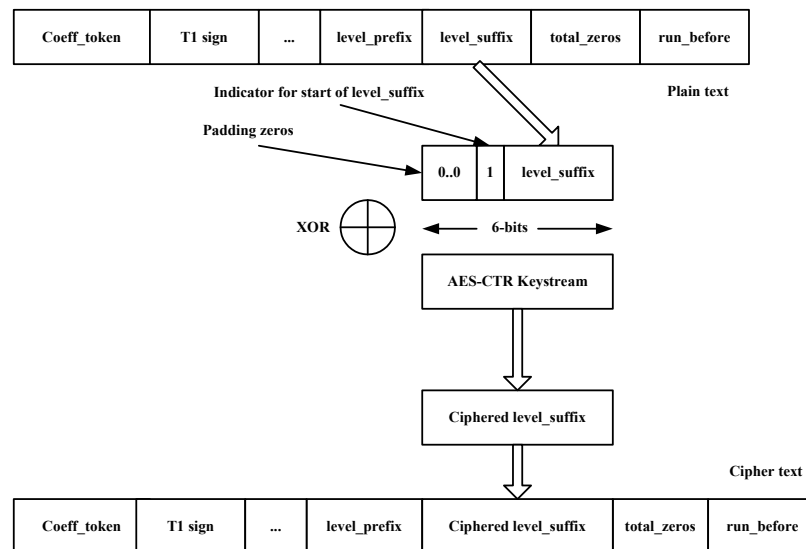 Coeff_token T1 sign ... level_prefix level_suffix total_zeros run_before
Plain text
Indicator for start of level_suffix
Padding zeros
0..0 1 level_suffix
XOR
6-bits
AES-CTR Keystream
Ciphered level_suffix
Cipher text
Coeff_token T1 sign ... level_prefix Ciphered level_suffix total_zeros run_before